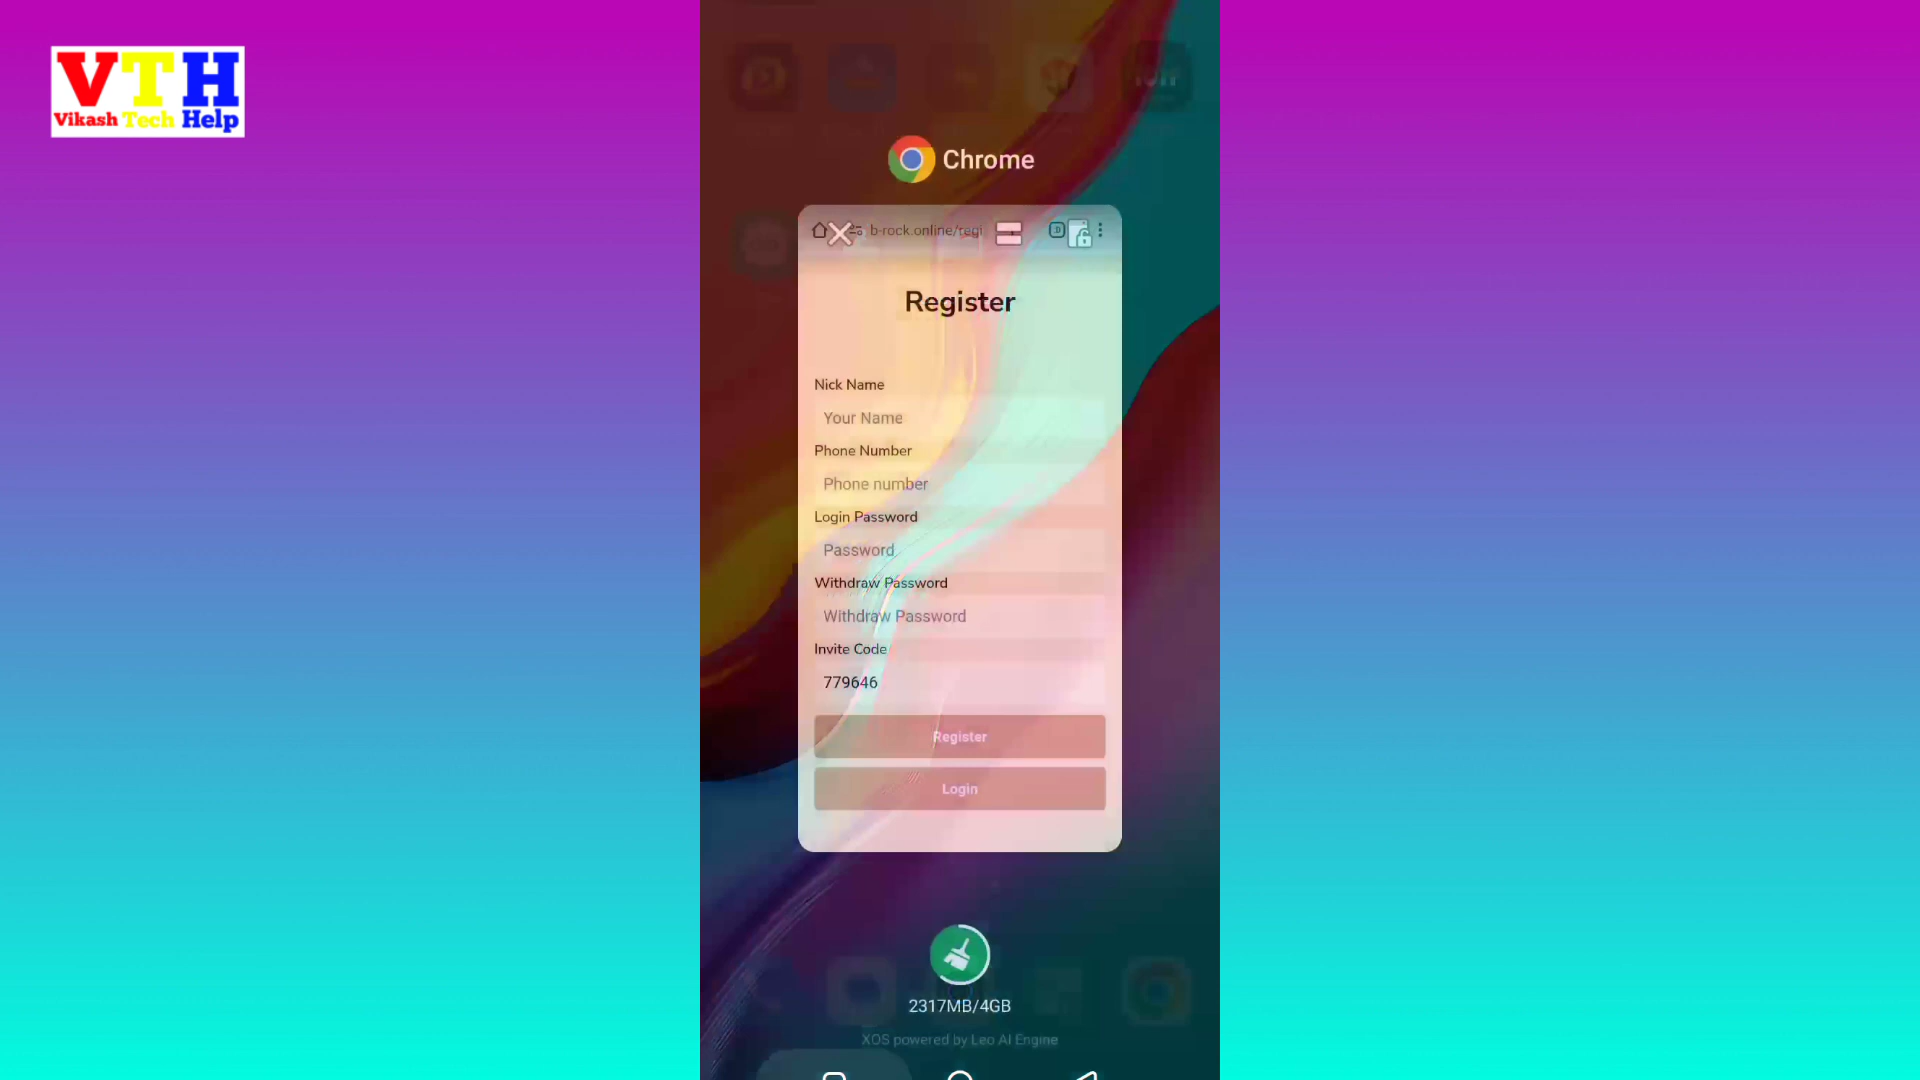 VTH
Vikash Tech Help
Chrome
b-rock.online/regi
Register
Nick Name
Your Name
Phone Number
Phone number
Login Password
Password
Withdraw Password
Withdraw Password
Invite Code
779646
Register
Login
2317MB/4GB
XOS powered by Leo AI Engine